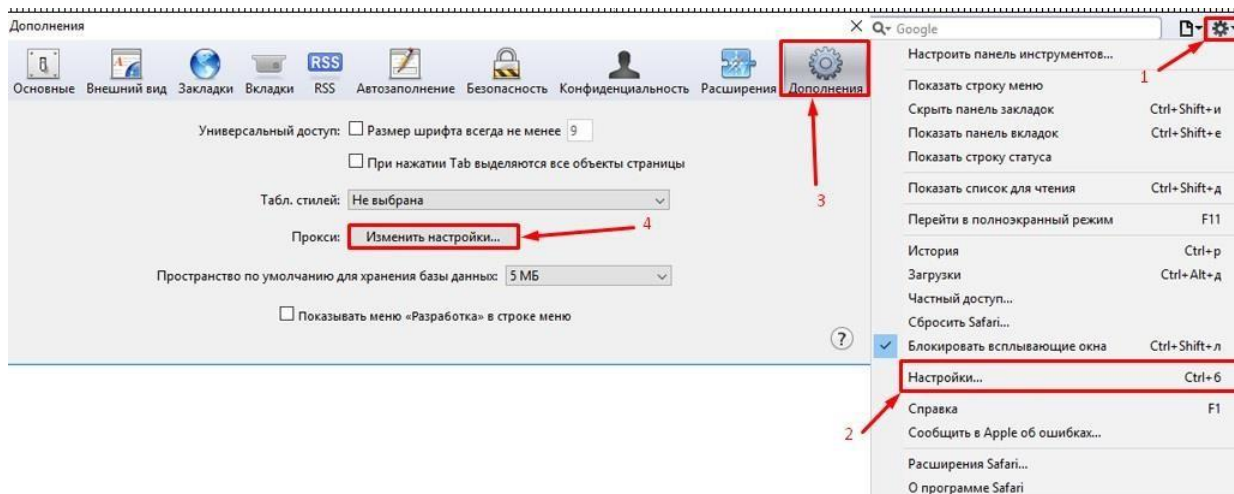 Дополнения
Основные Внешний вид Закладки Вкладки RSS Автозаполнение Безопасность Конфиденциальность Расширения Дополнения
RSS
Универсальный доступ: Размер шрифта всегда не менее 9
При нажатии Tab выделяются все объекты страницы
Табл. стилей: Не выбрана
3
Прокси: Изменить настройки...
4
Пространство по умолчанию для хранения базы данных: 5 МБ
Показывать меню «Разработка» в строке меню
?
Google
1
Настроить панель инструментов...
Показать строку меню
Скрыть панель закладок Ctrl+Shift+и
Показать панель вкладок Ctrl+Shift+е
Показать строку статуса
Показать список для чтения Ctrl+Shift+д
Перейти в полноэкранный режим F11
История Ctrl+р
Загрузки Ctrl+Alt+д
Частный доступ...
Сбросить Safari...
Блокировать всплывающие окна Ctrl+Shift+л
Настройки... Ctrl+б
2
Справка F1
Сообщить в Apple об ошибках...
Расширения Safari...
О программе Safari